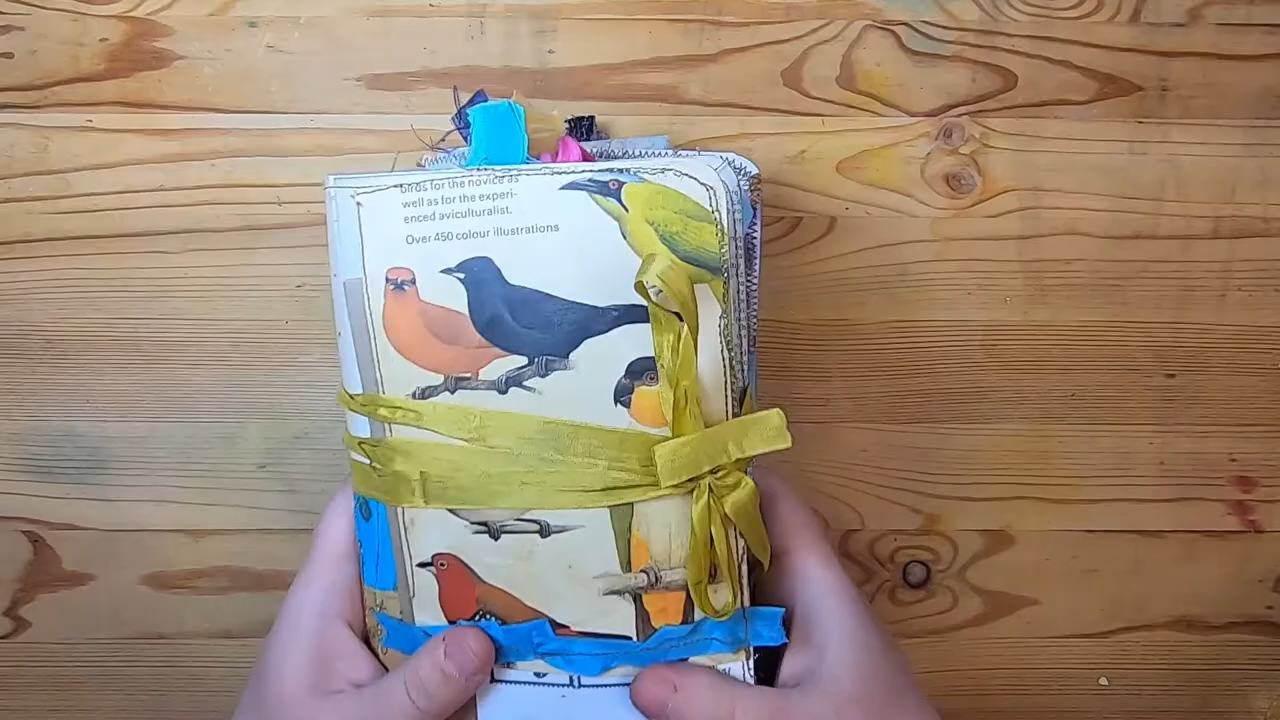 birds for the novice as
well as for the experi-
enced aviculturalist.
Over 450 colour illustrations